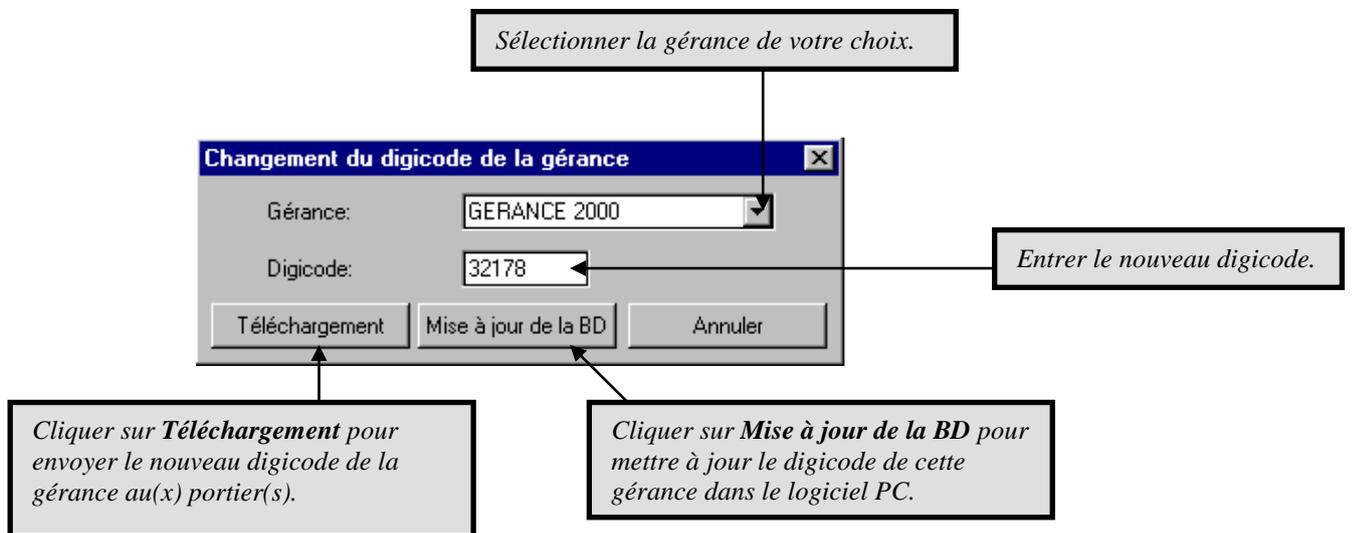 Sélectionner la gérance de votre choix.
Changement du digicode de la gérance
Gérance:
GERANCE 2000
Digicode:
32178
Entrer le nouveau digicode.
Téléchargement
Mise à jour de la BD
Annuler
Cliquer sur Téléchargement pour
envoyer le nouveau digicode de la
gérance au(x) portier(s).
Cliquer sur Mise à jour de la BD pour
mettre à jour le digicode de cette
gérance dans le logiciel PC.